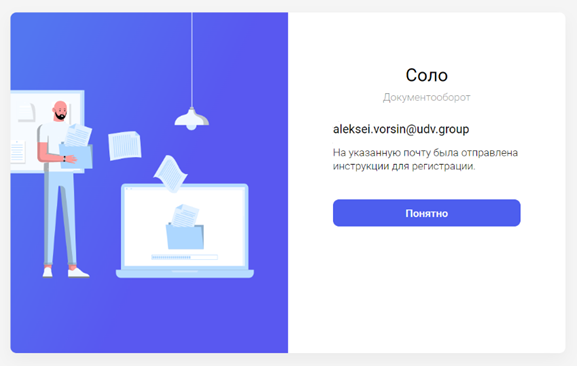 Соло
Документооборот
aleksei.vorsin@udv.group
На указанную почту была отправлена
инструкции для регистрации.
Понятно